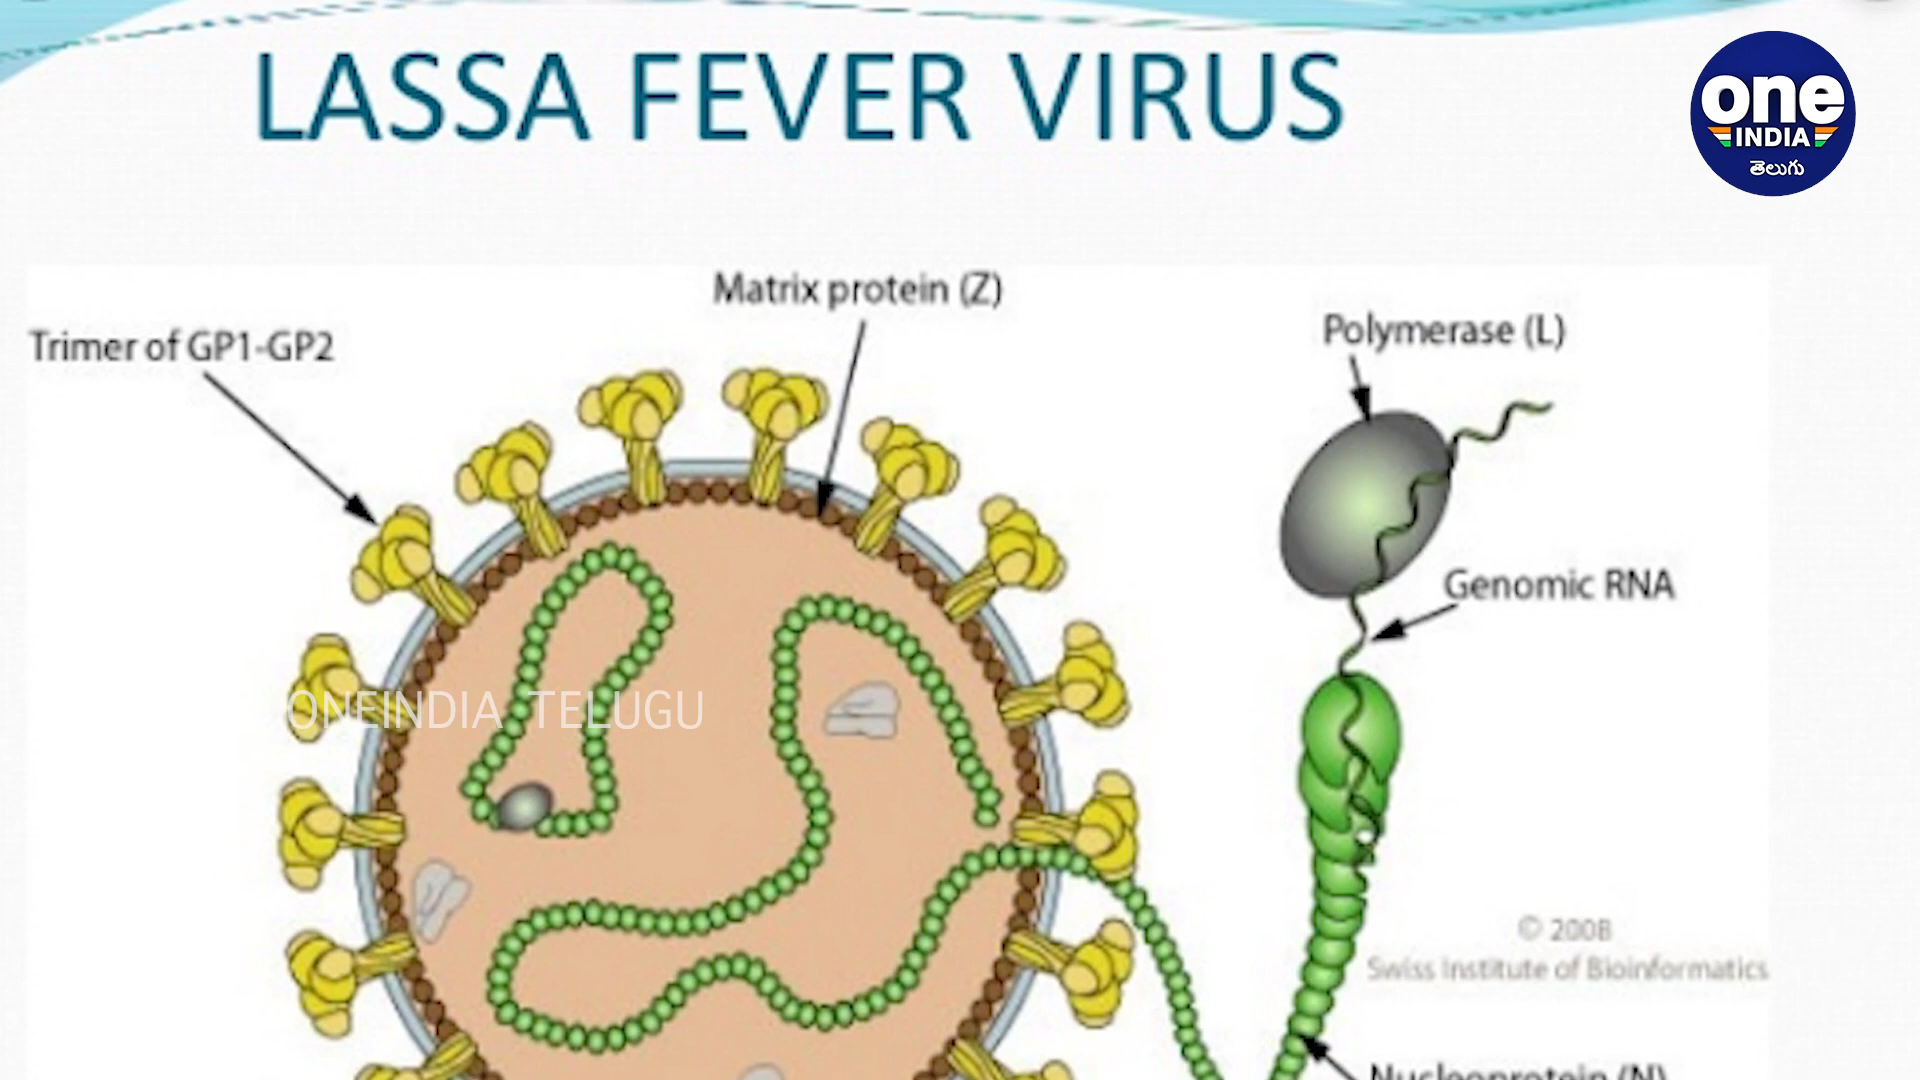 LASSA FEVER VIRUS
one
INDIA
తెలుగు
Matrix protein (Z)
Polymerase (L)
Trimer of GP1-GP2
Genomic RNA
ONEINDIA TELUGU
© 2008
Swiss Institute of Bioinformatics
Nucleoprotein (N)